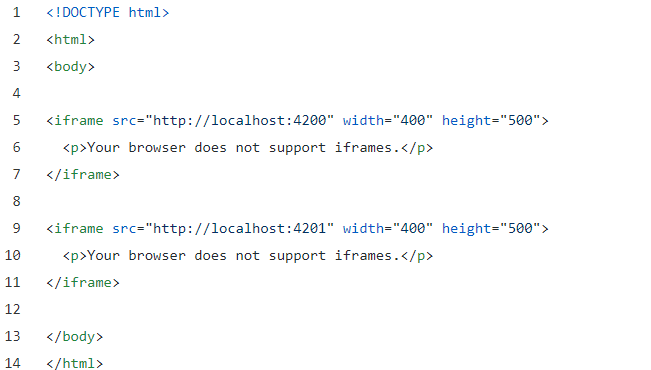 1 <!DOCTYPE html>
2 <html>
3 <body>
4
5 <iframe src="http://localhost:4200" width="400" height="500">
6   <p>Your browser does not support iframes.</p>
7 </iframe>
8
9 <iframe src="http://localhost:4201" width="400" height="500">
10   <p>Your browser does not support iframes.</p>
11 </iframe>
12
13 </body>
14 </html>